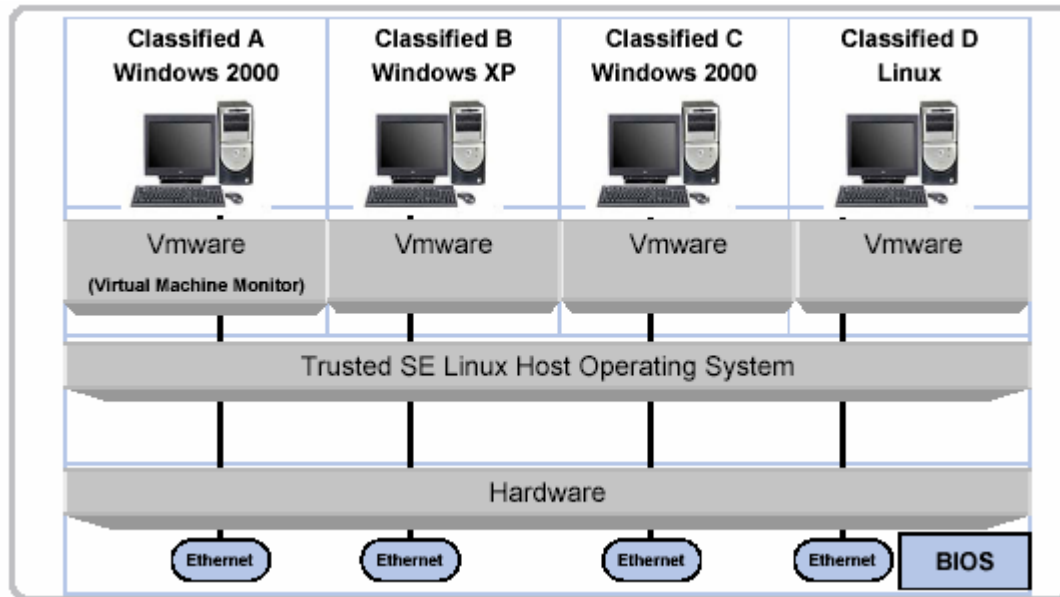 Classified A
Windows 2000
Classified B
Windows XP
Classified C
Windows 2000
Classified D
Linux
Vmware
(Virtual Machine Monitor)
Vmware
Vmware
Vmware
Trusted SE Linux Host Operating System
Hardware
Ethernet
Ethernet
Ethernet
Ethernet
BIOS